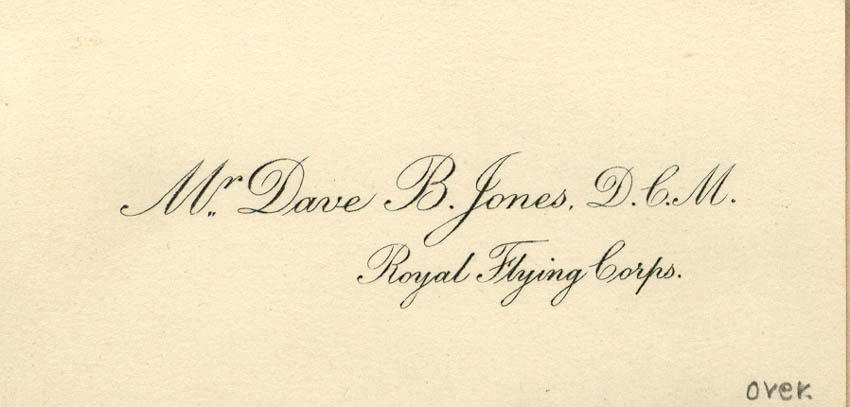 Mr. Dave B. Jones, D.C.M.
Royal Flying Corps.
over.